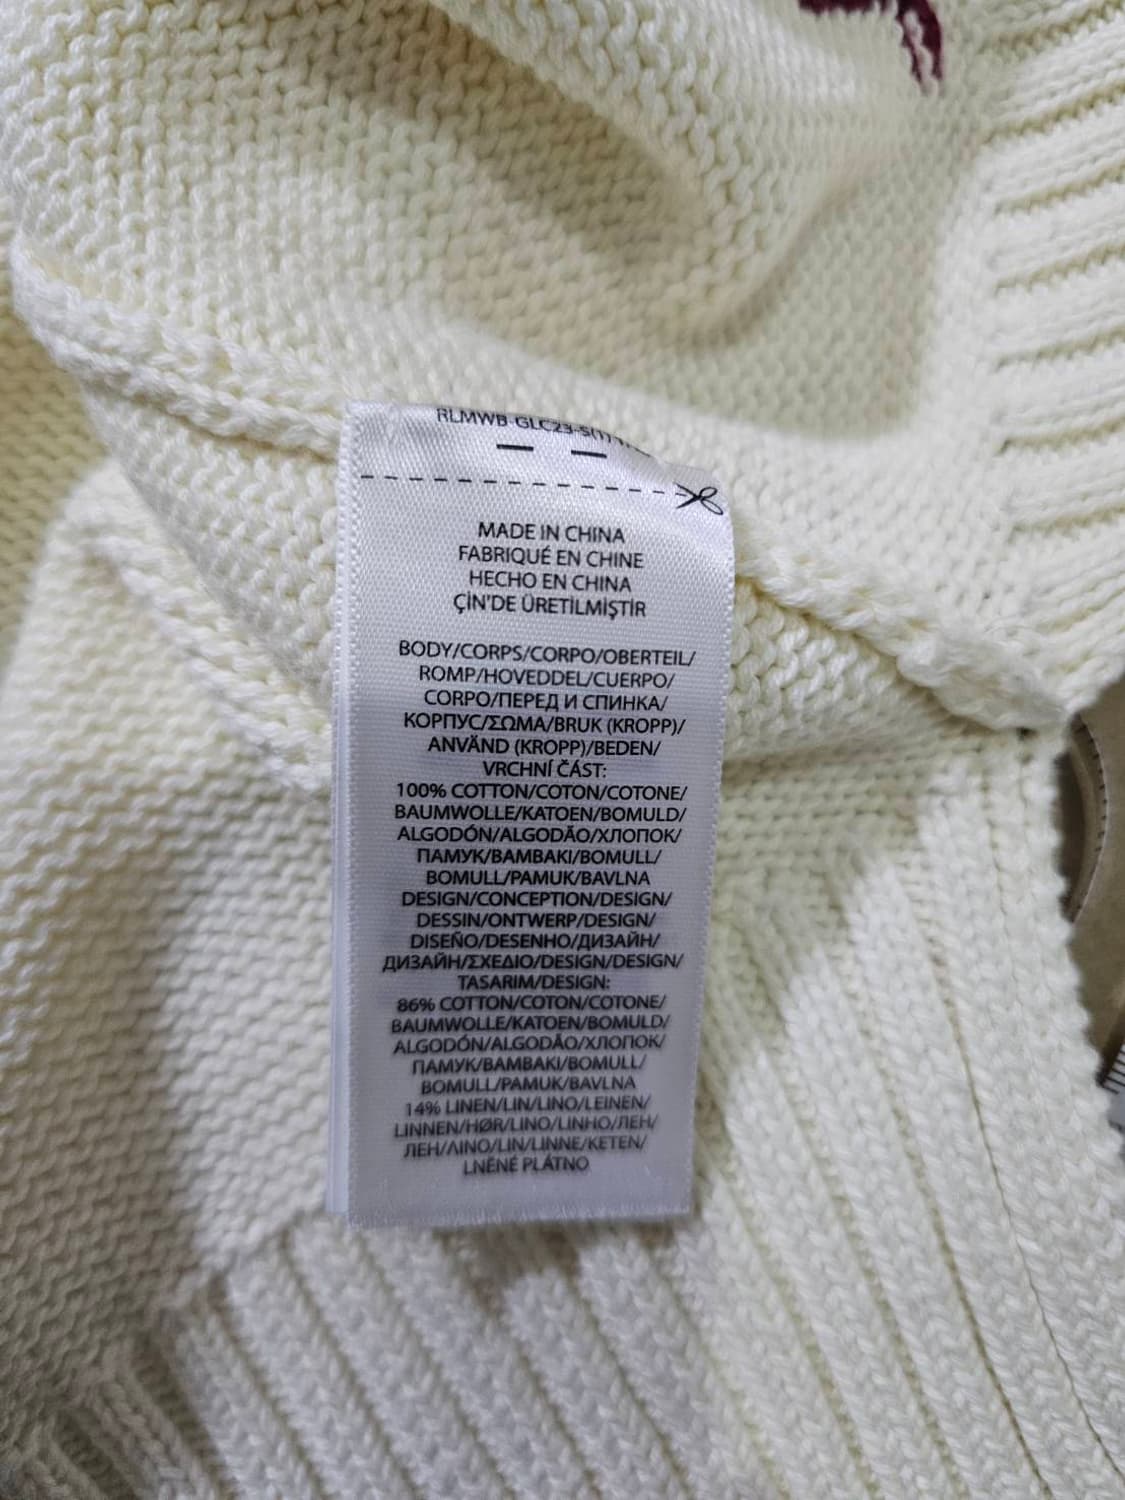 RLMWB-GLC23-S(1)
MADE IN CHINA
FABRIQUÉ EN CHINE
HECHO EN CHINA
ÇİN'DE ÜRETİLMİŞTİR
BODY/CORPS/CORPO/OBERTEIL/
ROMP/HOVEDDEL/CUERPO/
CORPO/ПЕРЕД И СПИНКА/
КОРПУС/ΣΩΜΑ/BRUK (KROPP)/
ANVÄND (KROPP)/BEDEN/
VRCHNÍ ČÁST:
100% COTTON/COTON/COTONE/
BAUMWOLLE/KATOEN/BOMULD/
ALGODÓN/ALGODÃO/ХЛОПОК/
ПАМУК/ΒΑΜΒΑΚΙ/BOMULL/
BOMULL/PAMUK/BAVLNA
DESIGN/CONCEPTION/DESIGN/
DESSIN/ONTWERP/DESIGN/
DISEÑO/DESENHO/ДИЗАЙН/
ДИЗАЙН/ΣΧΕΔΙΟ/DESIGN/DESIGN/
TASARIM/DESIGN:
86% COTTON/COTON/COTONE/
BAUMWOLLE/KATOEN/BOMULD/
ALGODÓN/ALGODÃO/ХЛОПОК/
ПАМУК/ΒΑΜΒΑΚΙ/BOMULL/
BOMULL/PAMUK/BAVLNA
14% LINEN/LIN/LINO/LEINEN/
LINNEN/HØR/LINO/LINHO/ЛЕН/
ЛЕН/ΛΙΝΟ/LIN/LINNE/KETEN/
LNĚNÉ PLÁTNO